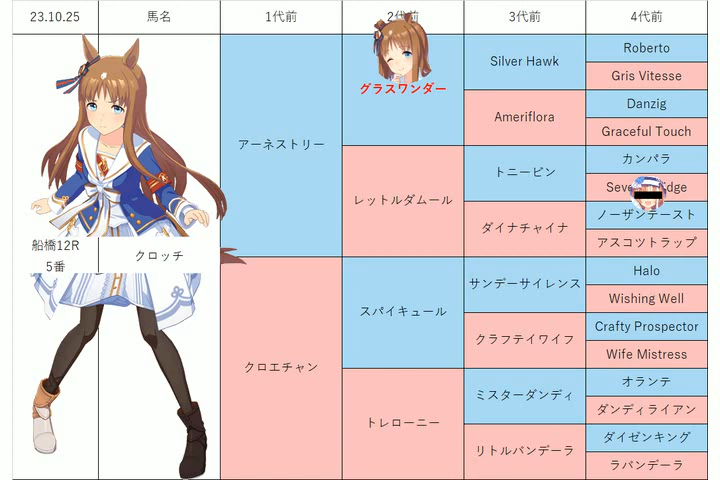 23.10.25
馬名
1代前
2代前
3代前
4代前
船橋12R
5番
クロッチ
アーネストリー
クロエチャン
グラスワンダー
レットルダムール
スパイキュール
トレローニー
Silver Hawk
Ameriflora
トニービン
ダイナチャイナ
サンデーサイレンス
クラフテイワイフ
ミスターダンディ
リトルバンデーラ
Roberto
Gris Vitesse
Danzig
Graceful Touch
カンパラ
ノーザンテースト
アスコツトラップ
Halo
Wishing Well
Crafty Prospector
Wife Mistress
オランテ
ダンディライアン
ダイゼンキング
ラバンデーラ